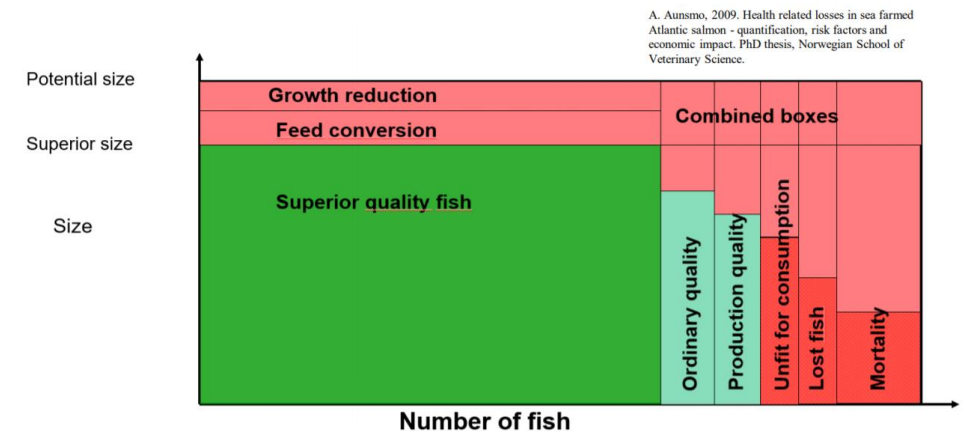 A. Aunsmo, 2009. Health related losses in sea farmed
Atlantic salmon - quantification, risk factors and
economic impact. PhD thesis, Norwegian School of
Veterinary Science.
Potential size
Growth reduction
Combined boxes
Feed conversion
Superior size
Superior quality fish
Size
Ordinary quality
Production quality
Unfit for consumption
Lost fish
Mortality
Number of fish